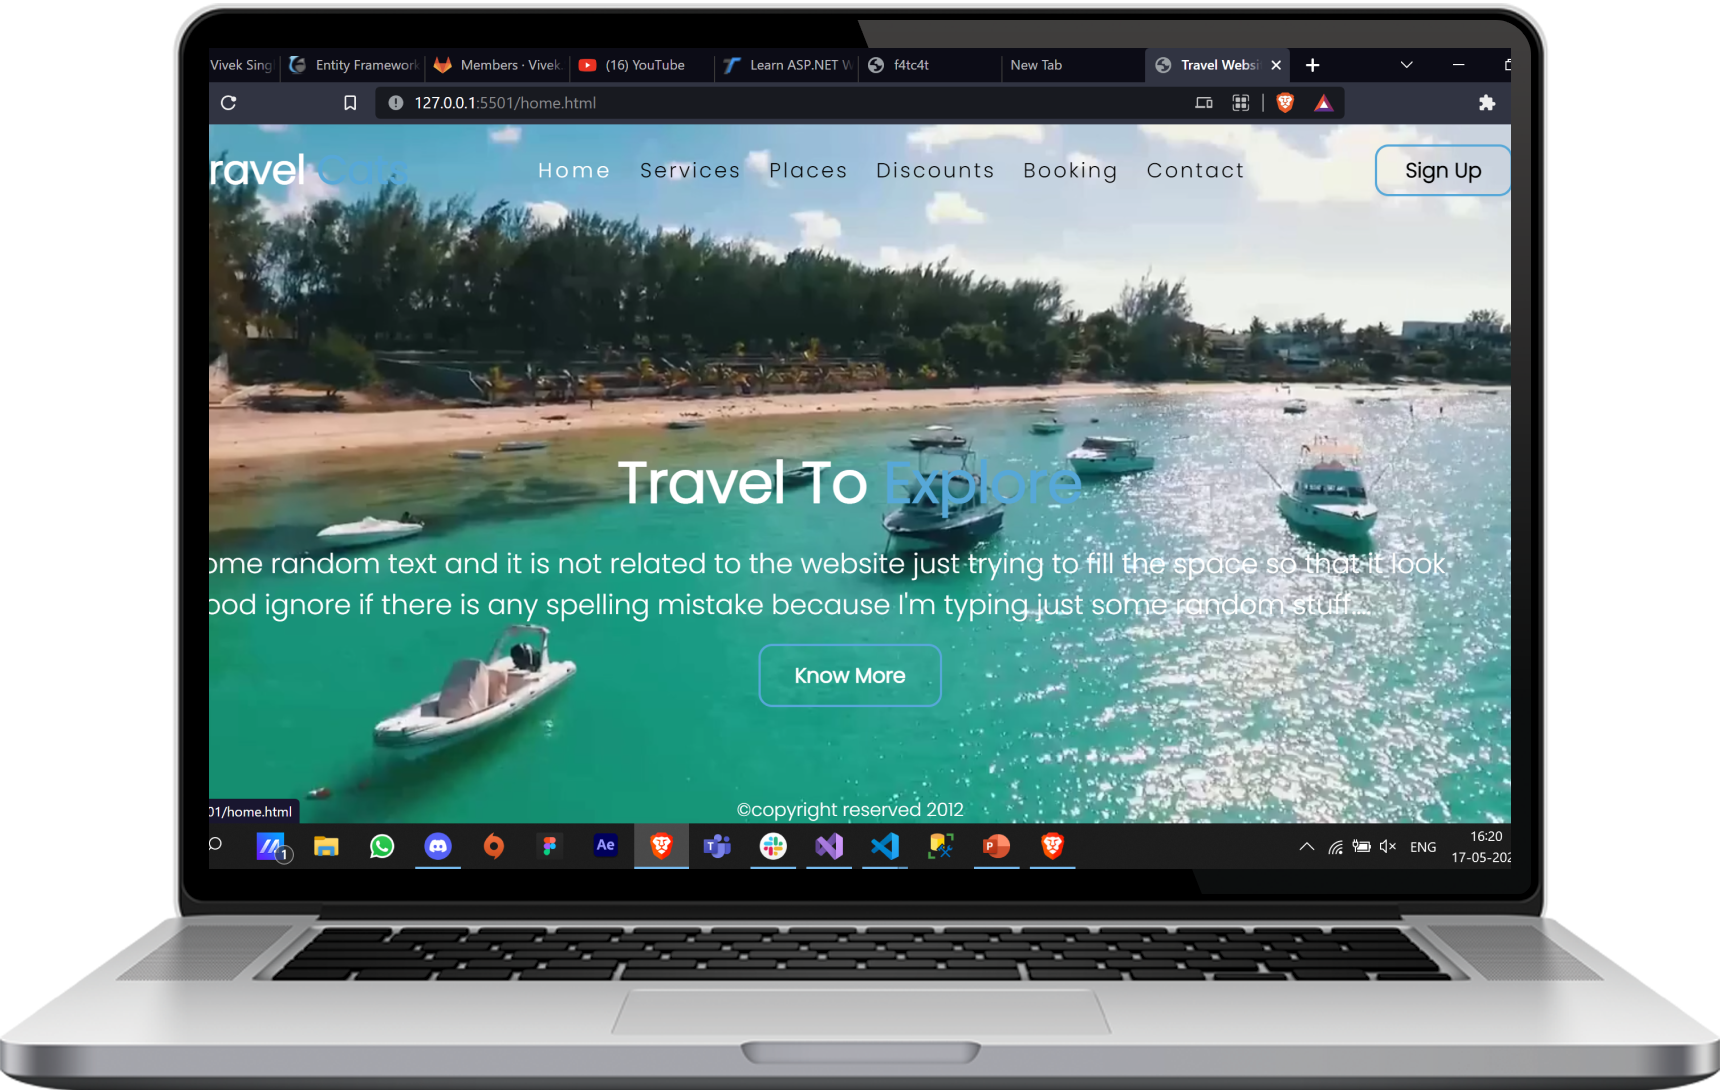 Vivek Sing
Entity Framework
Members · Vivek
(16) YouTube
Learn ASP.NET
f4tc4t
New Tab
Travel Websi
127.0.0.1:5501/home.html
ravel Cats
Home Services Places Discounts Booking Contact
Sign Up
Travel To Explore
ome random text and it is not related to the website just trying to fill the space so that it look
ood ignore if there is any spelling mistake because I'm typing just some random stuff...
Know More
©copyright reserved 2012
01/home.html
1
Ae
T
P
ENG
16:20
17-05-202